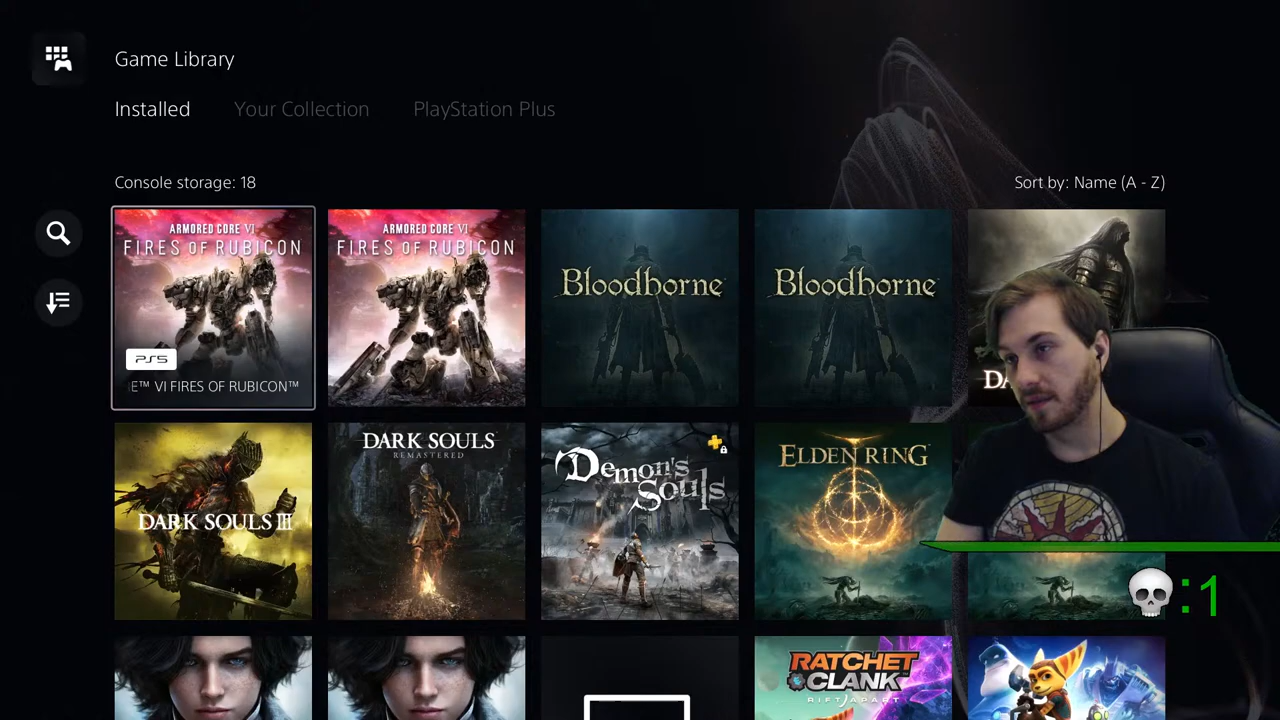 Game Library
Installed Your Collection PlayStation Plus
Console storage: 18
Sort by: Name (A - Z)
ARMORED CORE VI
FIRES OF RUBICON
PS5
E™ VI FIRES OF RUBICON™
ARMORED CORE VI
FIRES OF RUBICON
Bloodborne
Bloodborne
DA
DARK SOULS III
DARK SOULS
REMASTERED
Demon's
Souls
ELDEN RING
:1
RATCHET
CLANK
RIFT APART